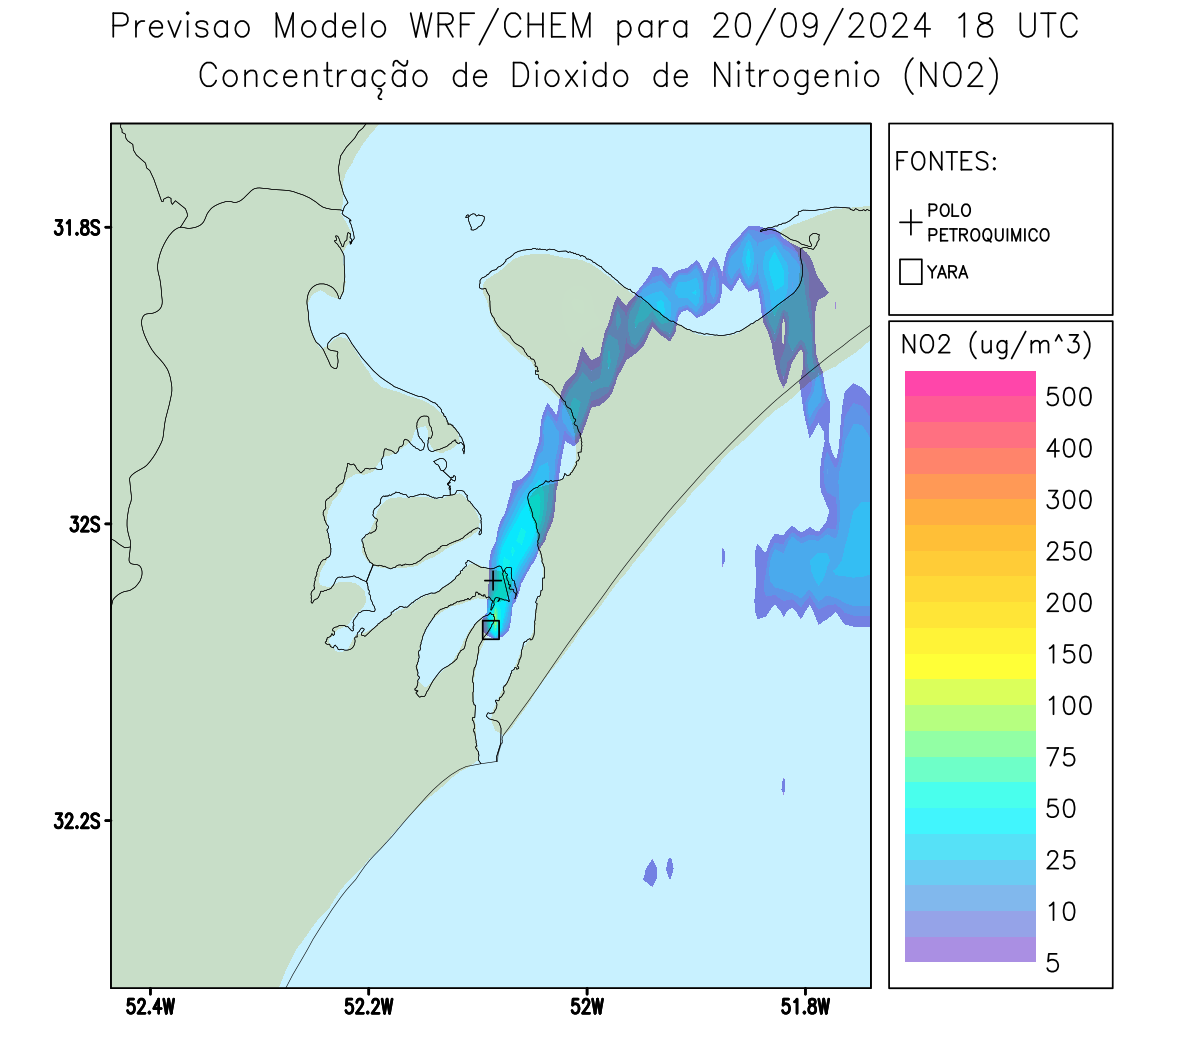 Previsao Modelo WRF/CHEM para 20/09/2024 18 UTC
Concentração de Dioxido de Nitrogenio (NO2)
FONTES:
POLO
PETROQUIMICO
YARA
NO2 (ug/m^3)
500
400
300
250
200
150
100
75
50
25
10
5
31.8S
32S
32.2S
52.4W
52.2W
52W
51.8W